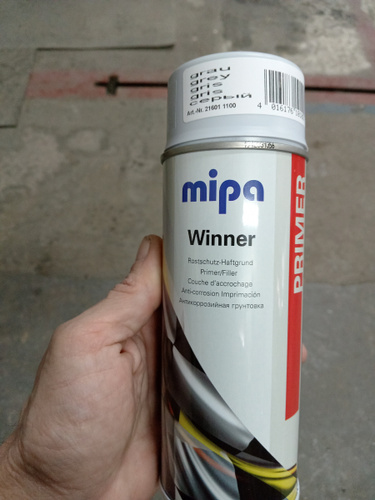 grau
grey
gris
gris
серый
Art.-Nr. 21601 1100
mipa
Winner
Rostschutz-Haftgrund
Primer/Filler
Couche d'accrochage
Anti-corrosion Imprimación
Антикоррозийная грунтовка
PRIMER